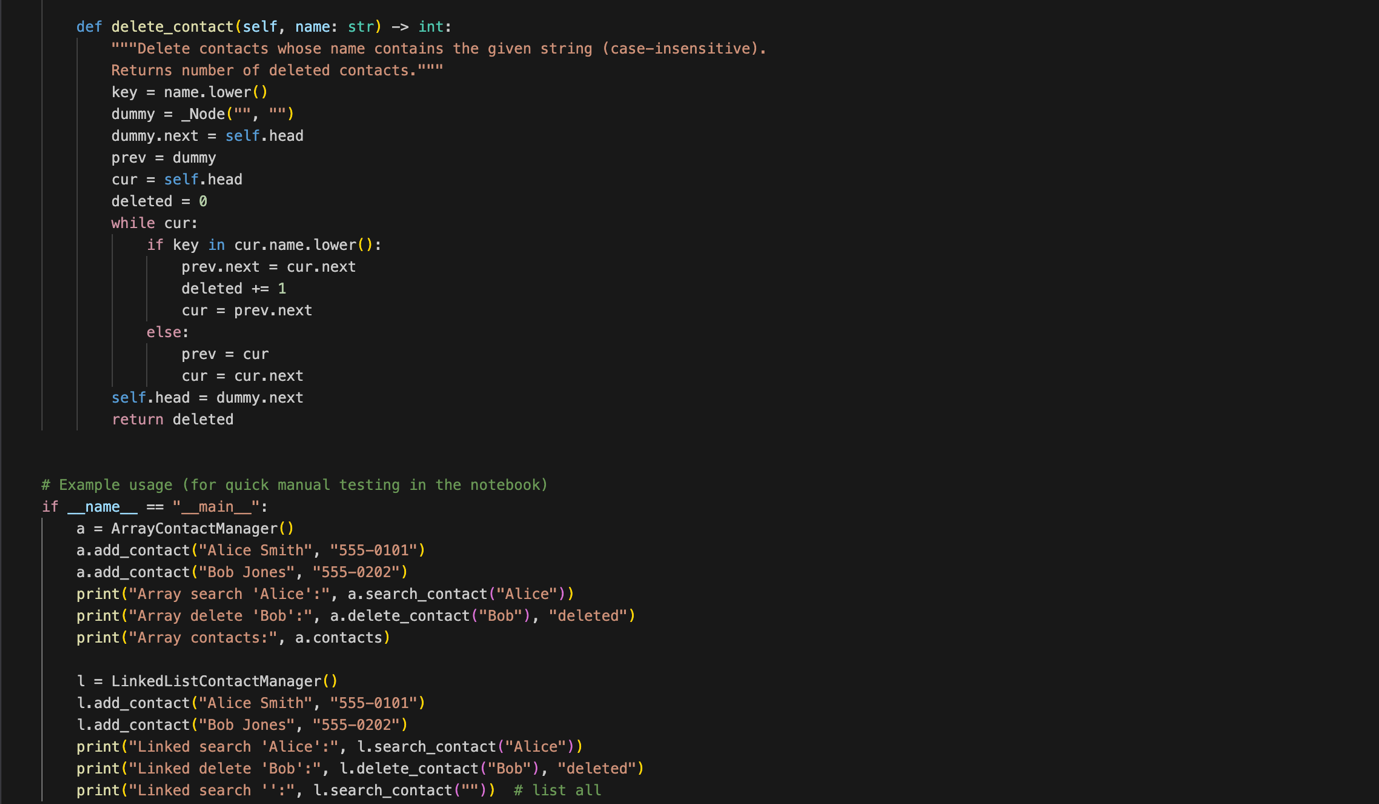 def delete_contact(self, name: str) -> int:
"""Delete contacts whose name contains the given string (case-insensitive).
Returns number of deleted contacts."""
key = name.lower()
dummy = _Node("", "")
dummy.next = self.head
prev = dummy
cur = self.head
deleted = 0
while cur:
if key in cur.name.lower():
prev.next = cur.next
deleted += 1
cur = prev.next
else:
prev = cur
cur = cur.next
self.head = dummy.next
return deleted
# Example usage (for quick manual testing in the notebook)
if __name__ == "__main__":
a = ArrayContactManager()
a.add_contact("Alice Smith", "555-0101")
a.add_contact("Bob Jones", "555-0202")
print("Array search 'Alice':", a.search_contact("Alice"))
print("Array delete 'Bob':", a.delete_contact("Bob"), "deleted")
print("Array contacts:", a.contacts)
l = LinkedListContactManager()
l.add_contact("Alice Smith", "555-0101")
l.add_contact("Bob Jones", "555-0202")
print("Linked search 'Alice':", l.search_contact("Alice"))
print("Linked delete 'Bob':", l.delete_contact("Bob"), "deleted")
print("Linked search '':", l.search_contact(""))  # list all